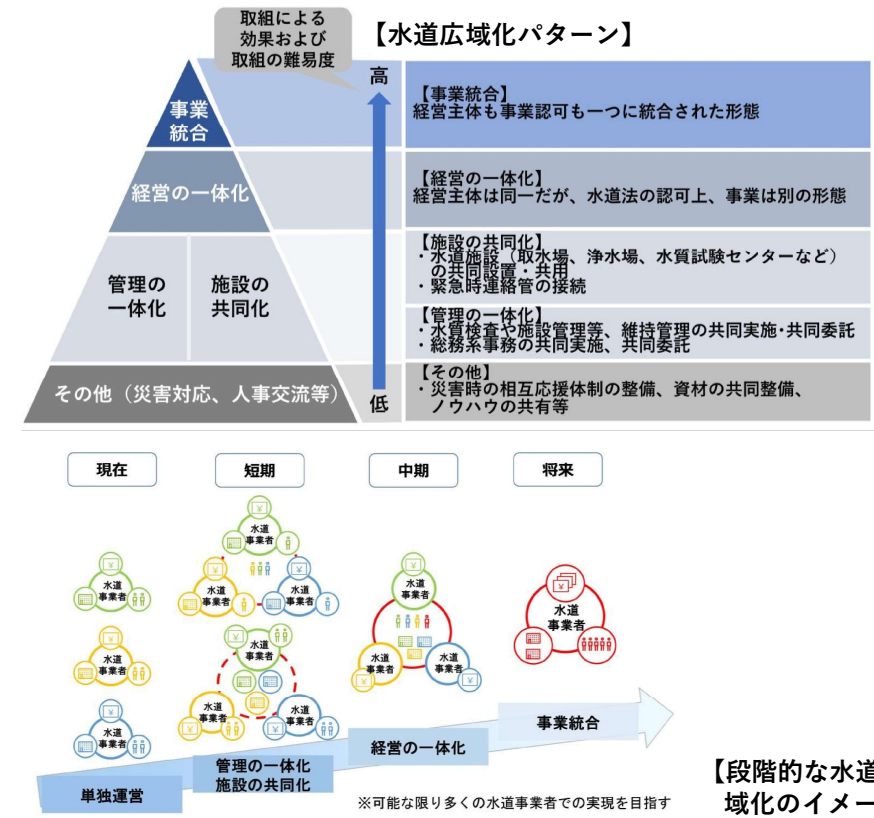 取組による
効果および
取組の難易度
【水道広域化パターン】
高
事業
統合
【事業統合】
経営主体も事業認可も一つに統合された形態
経営の一体化
【経営の一体化】
経営主体は同一だが、水道法の認可上、事業は別の形態
管理の
一体化
施設の
共同化
【施設の共同化】
・水道施設（取水場、浄水場、水質試験センターなど）
の共同設置・共用
・緊急時連絡管の接続
【管理の一体化】
・水質検査や施設管理等、維持管理の共同実施・共同委託
・総務系事務の共同実施、共同委託
その他（災害対応、人事交流等）
低
【その他】
・災害時の相互応援体制の整備、資材の共同整備、
ノウハウの共有等
現在
短期
中期
将来
水道
事業者
水道
事業者
水道
事業者
水道
事業者
水道
事業者
水道
事業者
水道
事業者
水道
事業者
水道
事業者
水道
事業者
水道
事業者
水道
事業者
水道
事業者
単独運営
管理の一体化
施設の共同化
経営の一体化
事業統合
※可能な限り多くの水道事業者での実現を目指す
【段階的な水道
域化のイメー